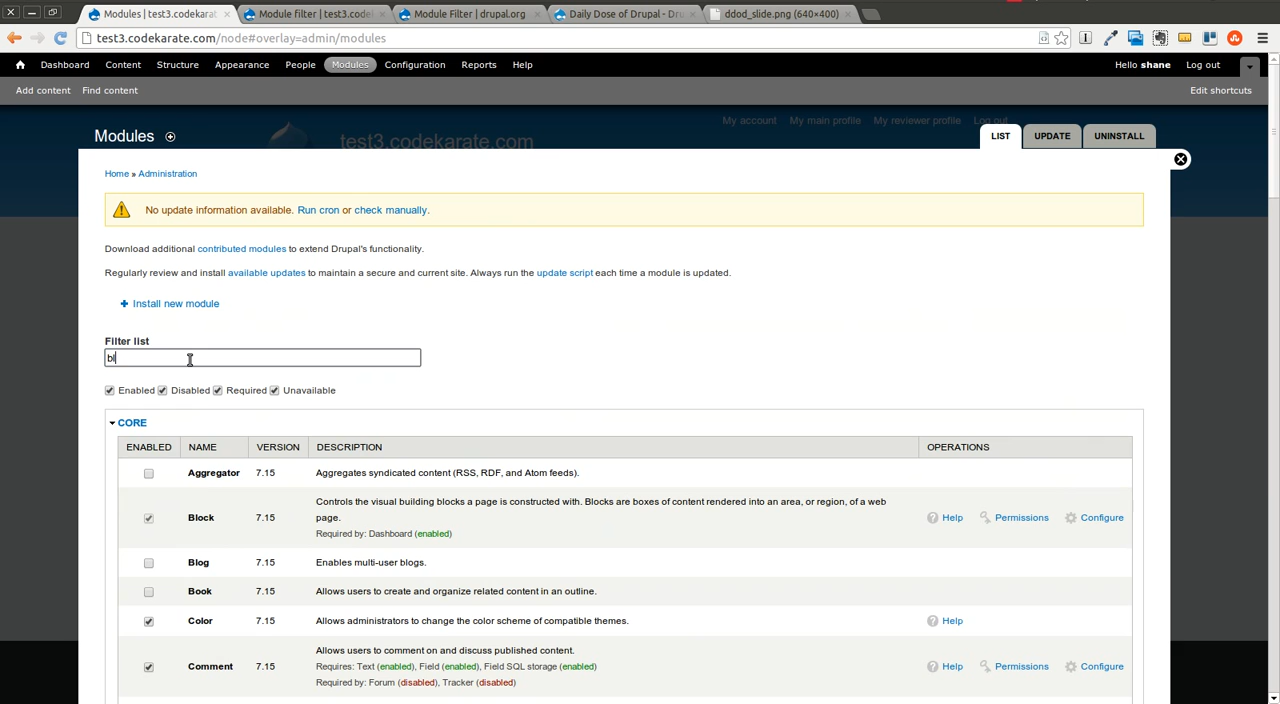 Modules | test3.codekarat
Module filter | test3.codel
Module Filter | drupal.org
Daily Dose of Drupal - Dru
ddod_slide.png (640×400)
test3.codekarate.com/node#overlay=admin/modules
Dashboard Content Structure Appearance People Modules Configuration Reports Help
Hello shane Log out
Add content Find content
Edit shortcuts
My account My main profile My reviewer profile Log out
Modules
test3.codekarate.com
LIST UPDATE UNINSTALL
Home » Administration
No update information available. Run cron or check manually.
Download additional contributed modules to extend Drupal's functionality.
Regularly review and install available updates to maintain a secure and current site. Always run the update script each time a module is updated.
Install new module
Filter list
bl
Enabled Disabled Required Unavailable
CORE
ENABLED NAME VERSION DESCRIPTION OPERATIONS
Aggregator 7.15 Aggregates syndicated content (RSS, RDF, and Atom feeds).
Controls the visual building blocks a page is constructed with. Blocks are boxes of content rendered into an area, or region, of a web
Block 7.15 page. Help Permissions Configure
Required by: Dashboard (enabled)
Blog 7.15 Enables multi-user blogs.
Book 7.15 Allows users to create and organize related content in an outline.
Color 7.15 Allows administrators to change the color scheme of compatible themes. Help
Allows users to comment on and discuss published content.
Comment 7.15 Requires: Text (enabled), Field (enabled), Field SQL storage (enabled) Help Permissions Configure
Required by: Forum (disabled), Tracker (disabled)